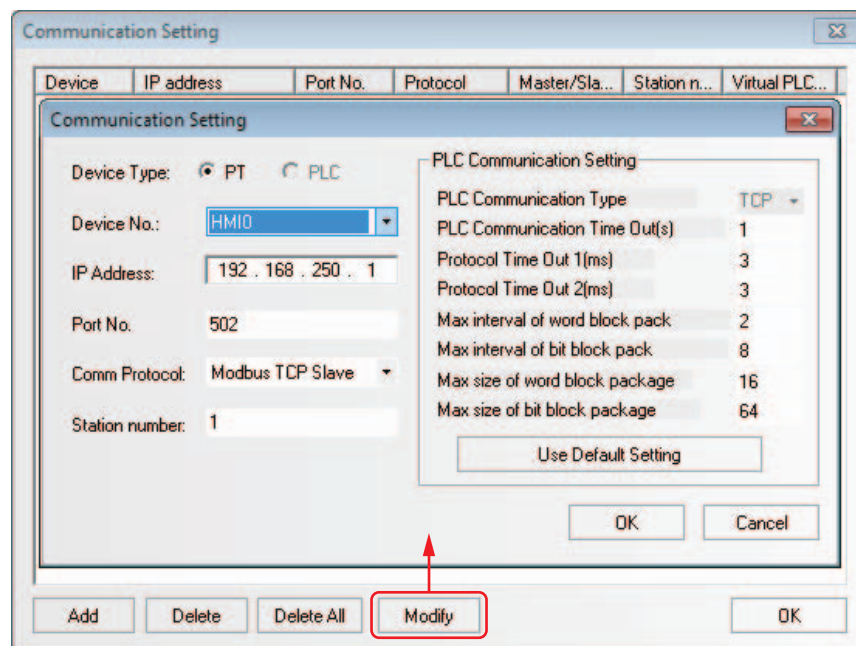 Communication Setting
Device IP address Port No. Protocol Master/Sla... Station n... Virtual PLC...
Communication Setting
Device Type: PT PLC
Device No.: HMI0
IP Address: 192 . 168 . 250 . 1
Port No. 502
Comm Protocol: Modbus TCP Slave
Station number: 1
PLC Communication Setting
PLC Communication Type TCP
PLC Communication Time Out(s) 1
Protocol Time Out 1(ms) 3
Protocol Time Out 2(ms) 3
Max interval of word block pack 2
Max interval of bit block pack 8
Max size of word block package 16
Max size of bit block package 64
Use Default Setting
OK Cancel
Add Delete Delete All Modify OK